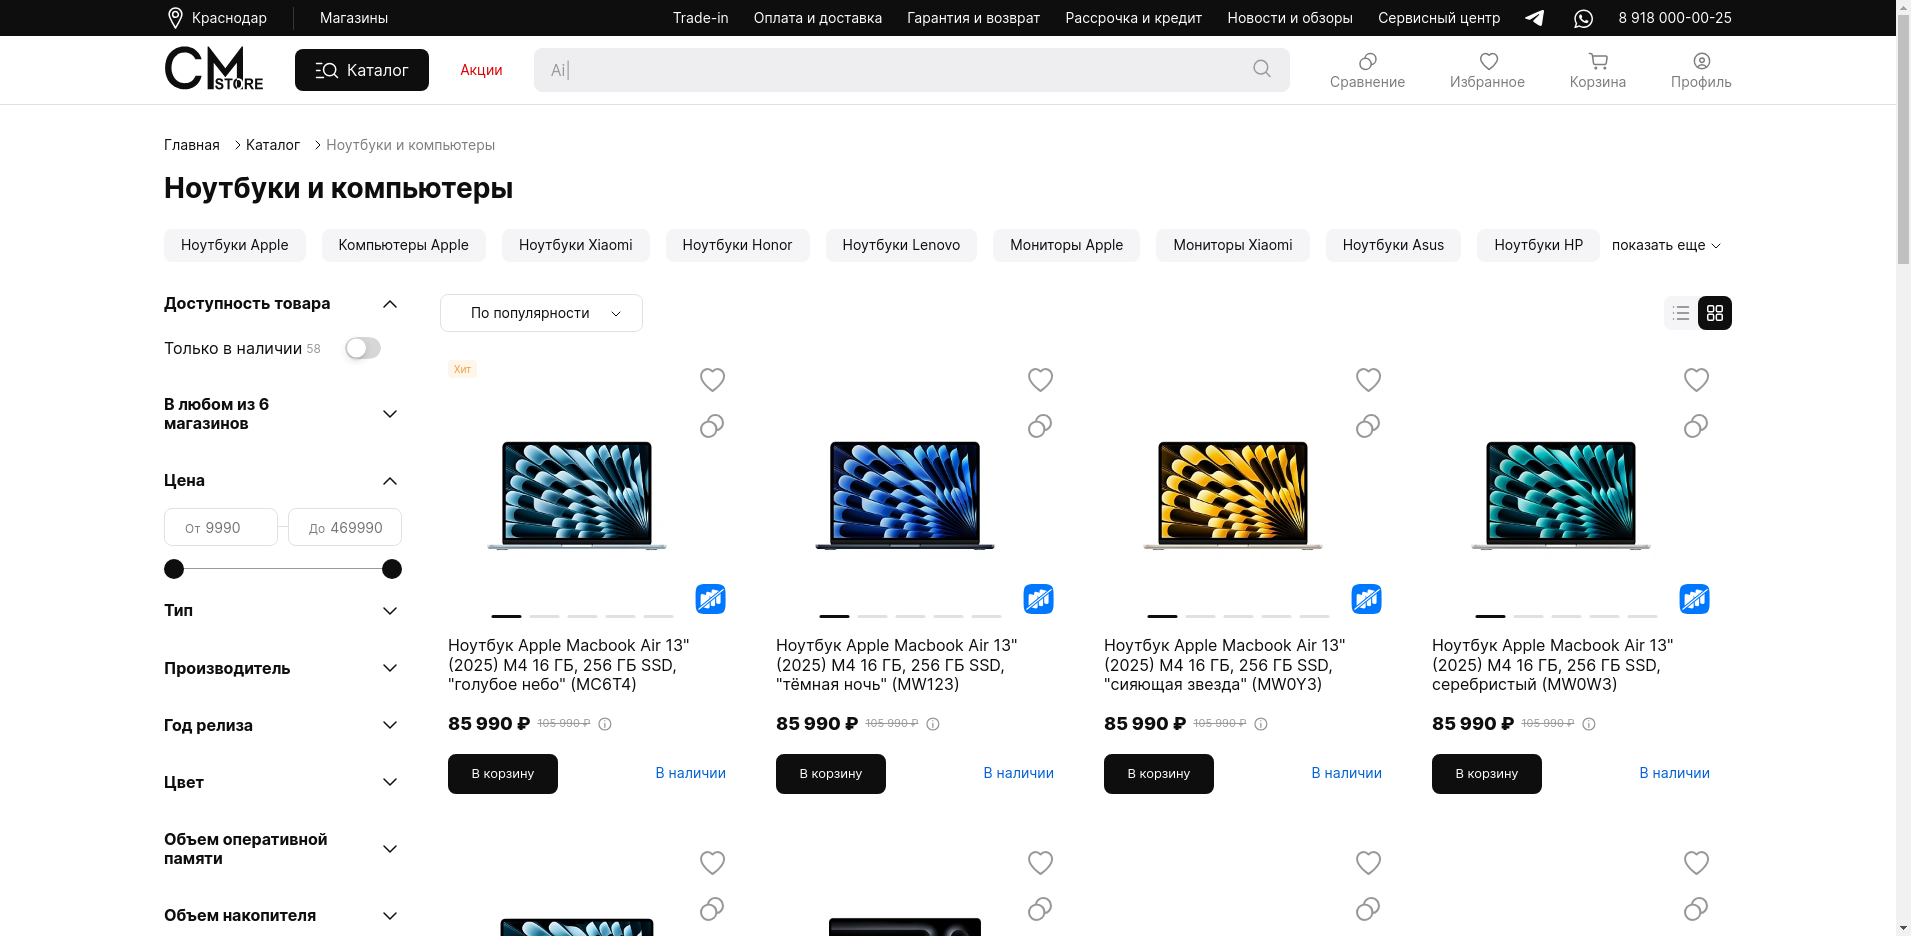 Краснодар
Магазины
Trade-in
Оплата и доставка
Гарантия и возврат
Рассрочка и кредит
Новости и обзоры
Сервисный центр
8 918 000-00-25
CM STORE
Каталог
Акции
Ai|
Сравнение
Избранное
Корзина
Профиль
Главная
Каталог
Ноутбуки и компьютеры
Ноутбуки и компьютеры
Ноутбуки Apple
Компьютеры Apple
Ноутбуки Xiaomi
Ноутбуки Honor
Ноутбуки Lenovo
Мониторы Apple
Мониторы Xiaomi
Ноутбуки Asus
Ноутбуки HP
показать еще
Доступность товара
Только в наличии 58
В любом из 6
магазинов
Цена
От 9990
До 469990
Тип
Производитель
Год релиза
Цвет
Объем оперативной
памяти
Объем накопителя
По популярности
Хит
Ноутбук Apple Macbook Air 13"
(2025) M4 16 ГБ, 256 ГБ SSD,
"голубое небо" (MC6T4)
85 990 ₽ 105 990 ₽
В корзину
В наличии
Ноутбук Apple Macbook Air 13"
(2025) M4 16 ГБ, 256 ГБ SSD,
"тёмная ночь" (MW123)
85 990 ₽ 105 990 ₽
В корзину
В наличии
Ноутбук Apple Macbook Air 13"
(2025) M4 16 ГБ, 256 ГБ SSD,
"сияющая звезда" (MW0Y3)
85 990 ₽ 105 990 ₽
В корзину
В наличии
Ноутбук Apple Macbook Air 13"
(2025) M4 16 ГБ, 256 ГБ SSD,
серебристый (MW0W3)
85 990 ₽ 105 990 ₽
В корзину
В наличии